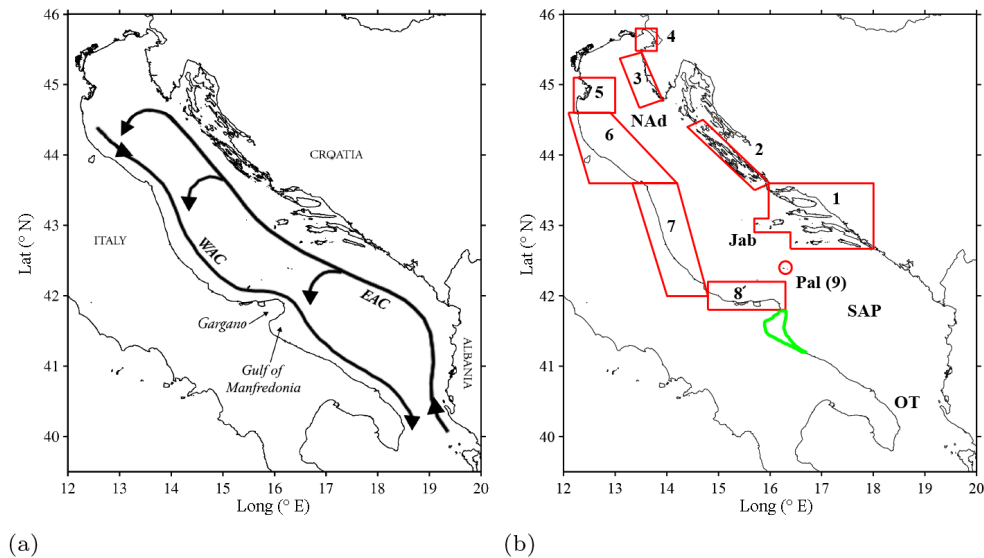 46
45
44
43
42
41
40
Lat (° N)
12 13 14 15 16 17 18 19 20
Long (° E)
CROATIA
ITALY
WAC
EAC
Gargano
Gulf of
Manfredonia
ALBANIA
(a)
46
45
44
43
42
41
40
Lat (° N)
12 13 14 15 16 17 18 19 20
Long (° E)
4
3
5
NAd
6
2
1
7
Jab
Pal (9)
8
SAP
OT
(b)